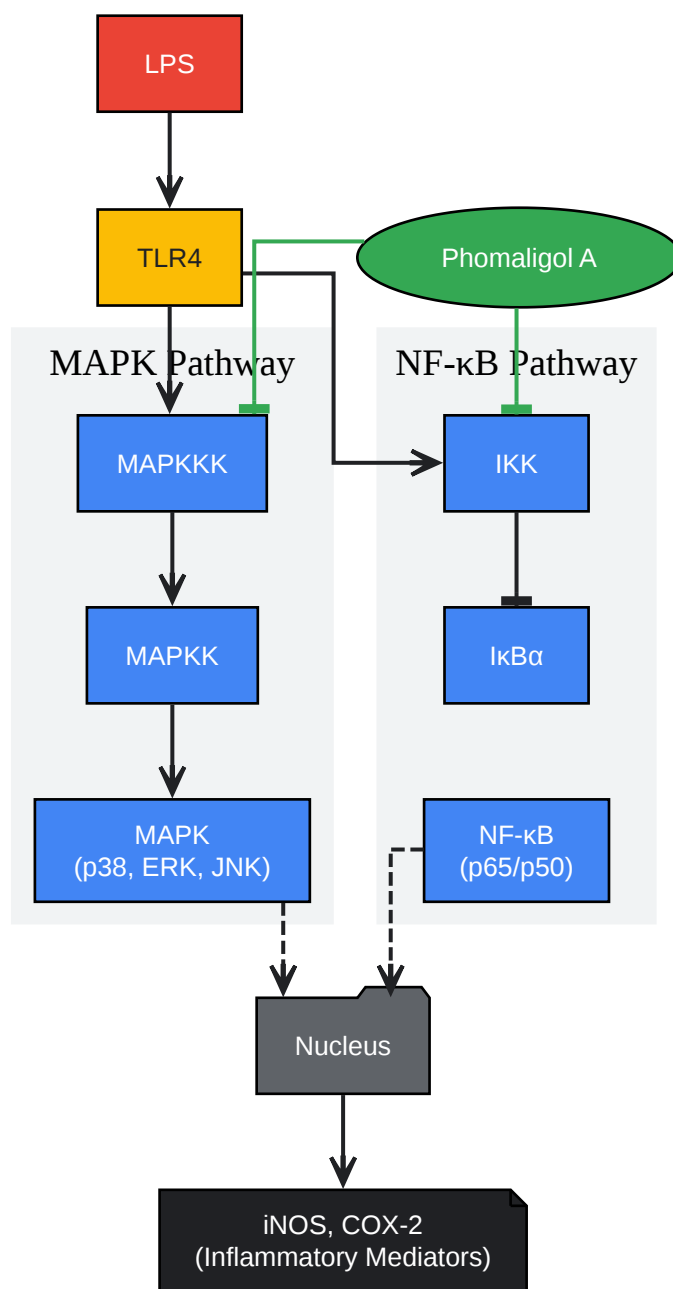 LPS
TLR4
Phomaligol A
MAPK Pathway
NF-κB Pathway
MAPKKK
IKK
MAPKK
IκBα
MAPK
(p38, ERK, JNK)
NF-κB
(p65/p50)
Nucleus
iNOS, COX-2
(Inflammatory Mediators)